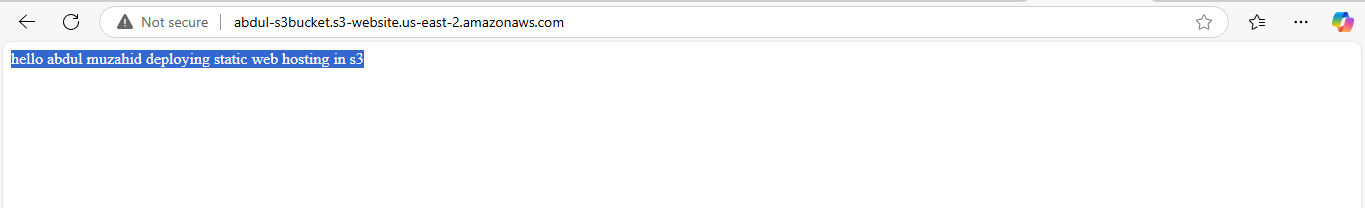 Not secure abdul-s3bucket.s3-website.us-east-2.amazonaws.com
hello abdul muzahid deploying static web hosting in s3